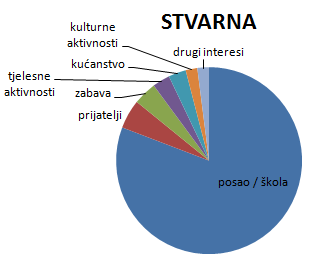 STVARNA
kulturne
aktivnosti
drugi interesi
kućanstvo
tjelesne
aktivnosti
zabava
prijatelji
posao / škola